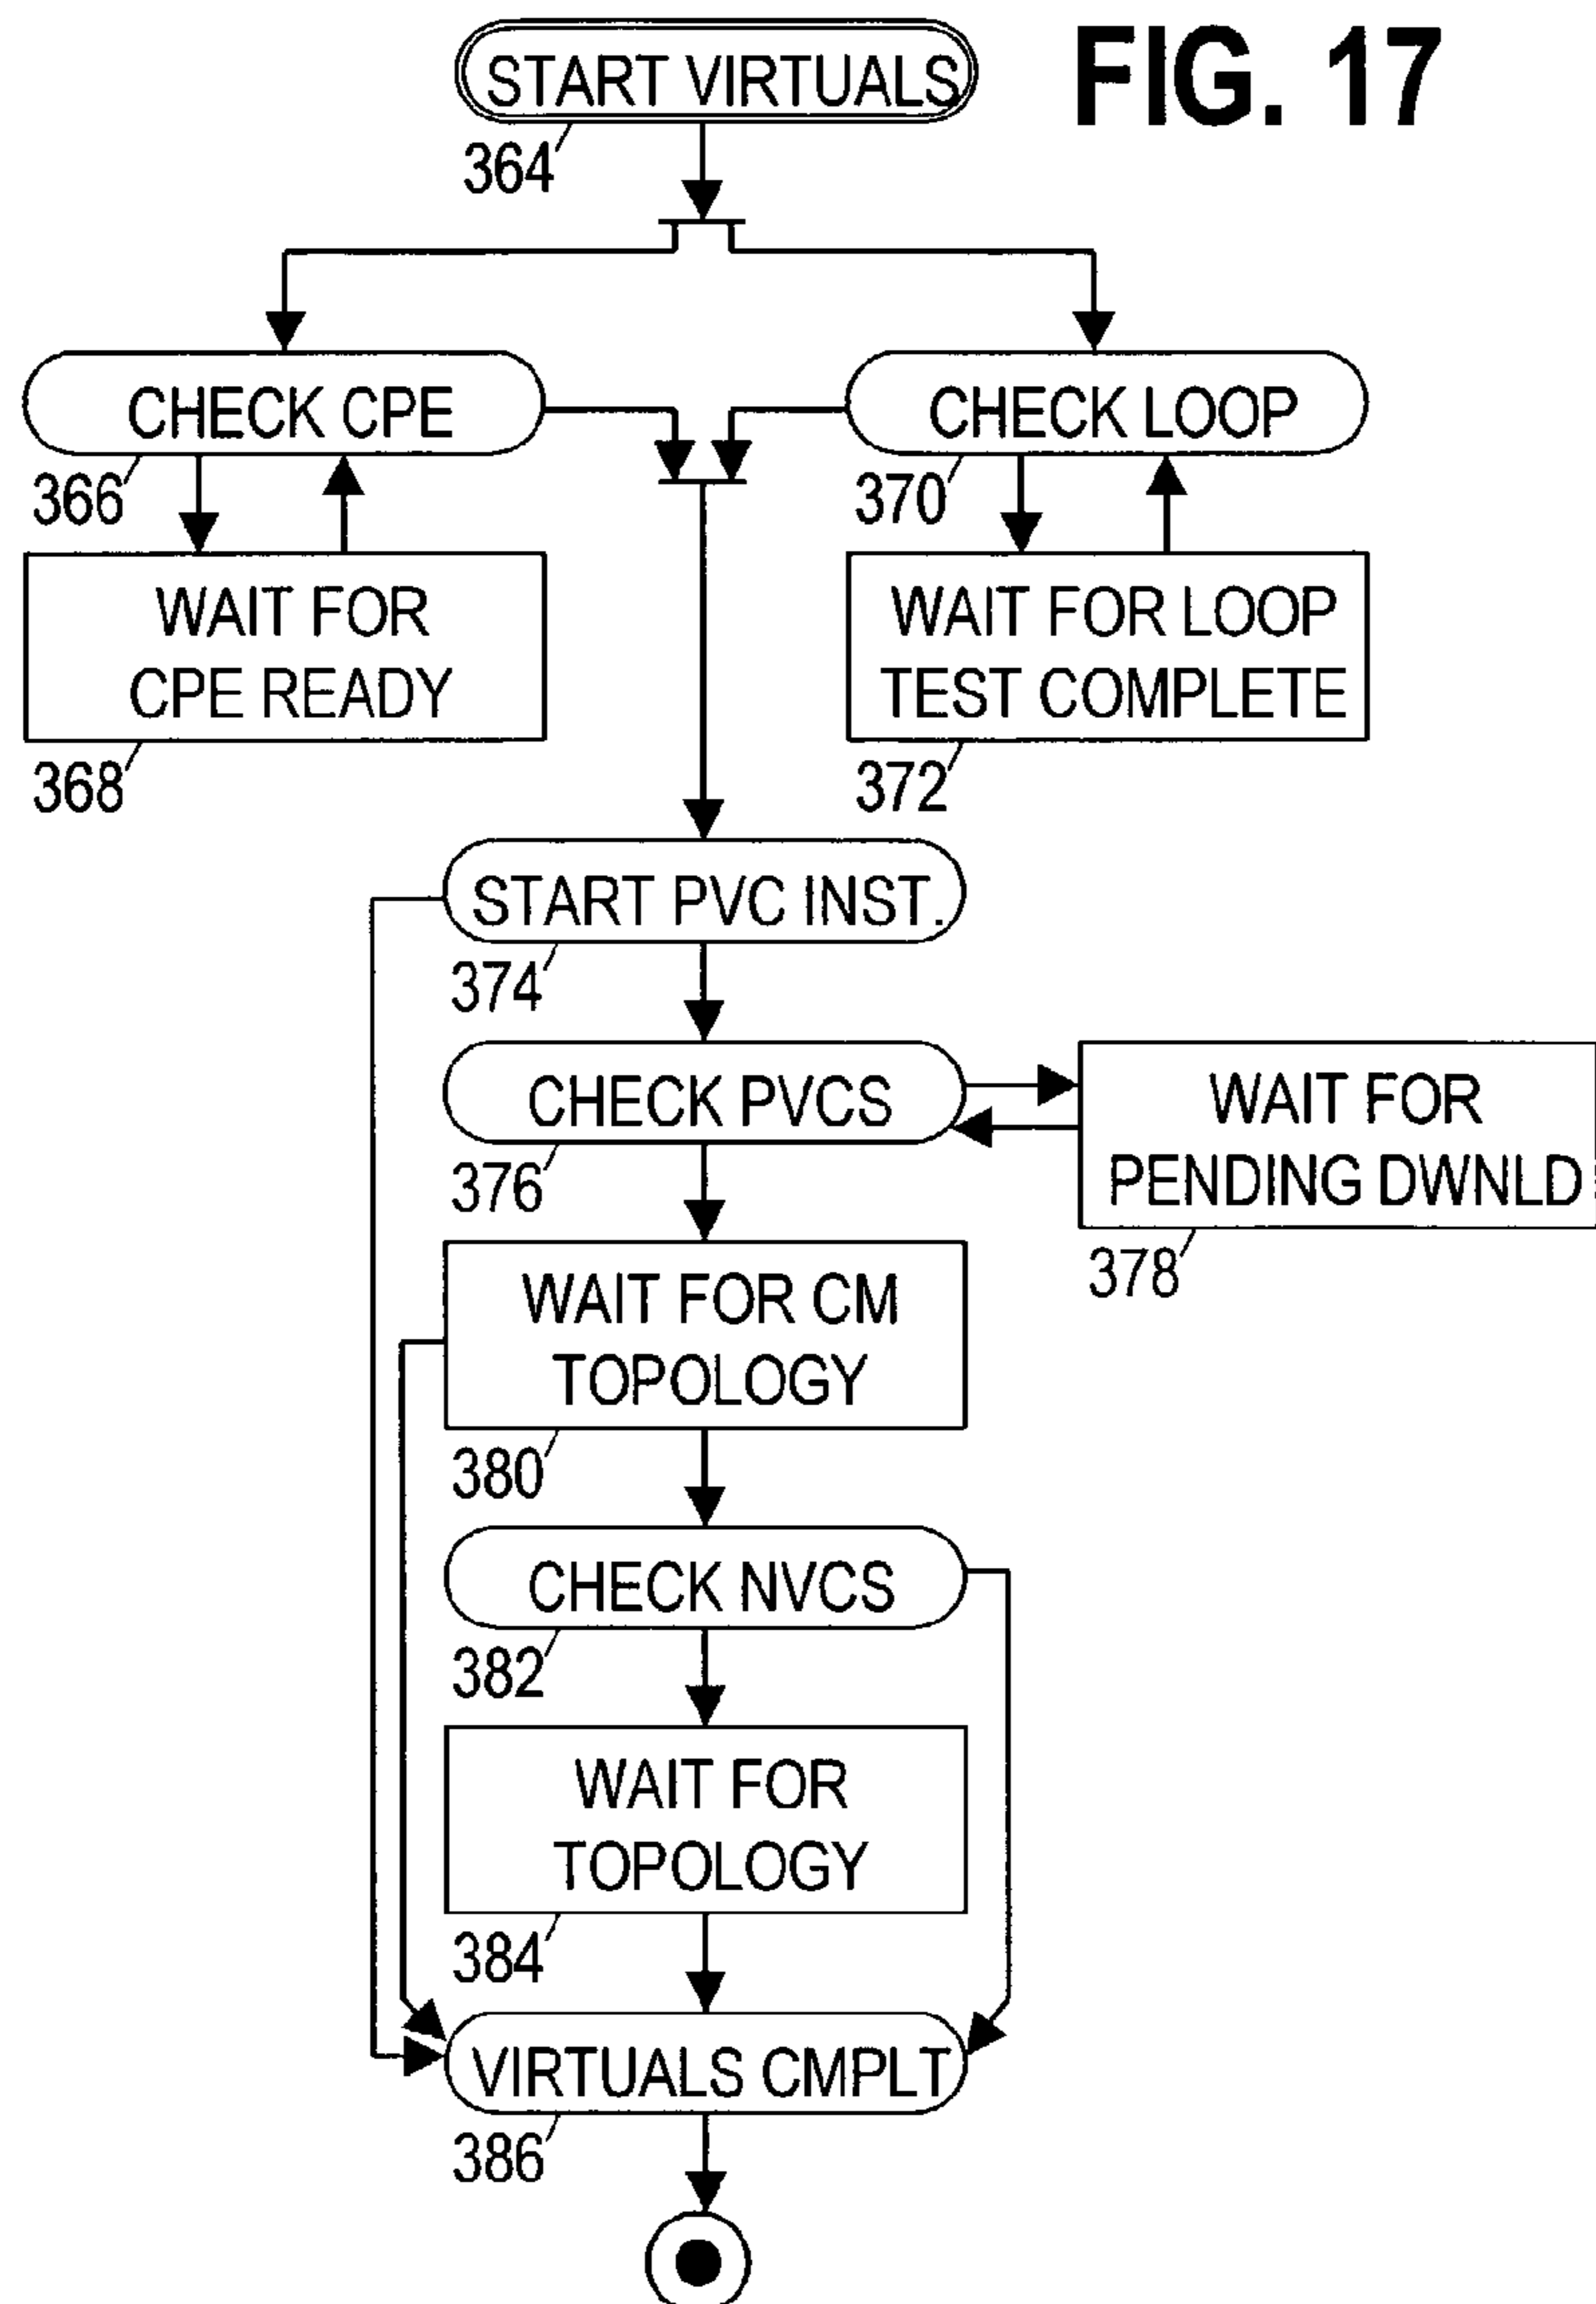 START VIRTUALS
FIG. 17
364
CHECK CPE
CHECK LOOP
366
370
WAIT FOR
CPE READY
WAIT FOR LOOP
TEST COMPLETE
368
372
START PVC INST.
374
CHECK PVCS
WAIT FOR
PENDING DWNLD
376
378
WAIT FOR CM
TOPOLOGY
380
CHECK NVCS
382
WAIT FOR
TOPOLOGY
384
VIRTUALS CMPLT
386